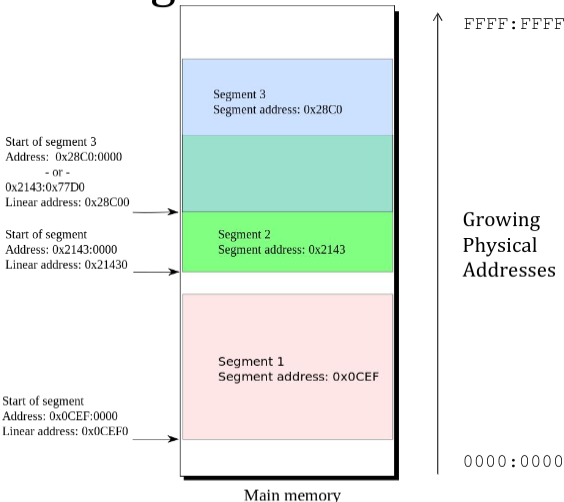 FFFF:FFFF
Segment 3
Segment address: 0x28C0
Start of segment 3
Address: 0x28C0:0000
- or -
0x2143:0x77D0
Linear address: 0x28C00
Growing
Physical
Addresses
Start of segment
Address: 0x2143:0000
Linear address: 0x21430
Segment 2
Segment address: 0x2143
Segment 1
Segment address: 0x0CEF
Start of segment
Address: 0x0CEF:0000
Linear address: 0x0CEF0
0000:0000
Main memory